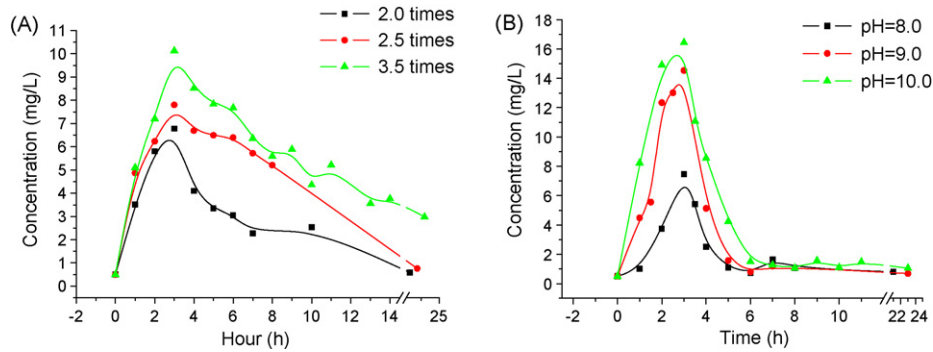 (A)
2.0 times
2.5 times
3.5 times
Concentration (mg/L)
11
10
9
8
7
6
5
4
3
2
1
0
-2 0 2 4 6 8 10 12 14 25
Hour (h)
(B)
pH=8.0
pH=9.0
pH=10.0
Concentration (mg/L)
18
16
14
12
10
8
6
4
2
0
-2 0 2 4 6 8 10 12 22 24
Time (h)